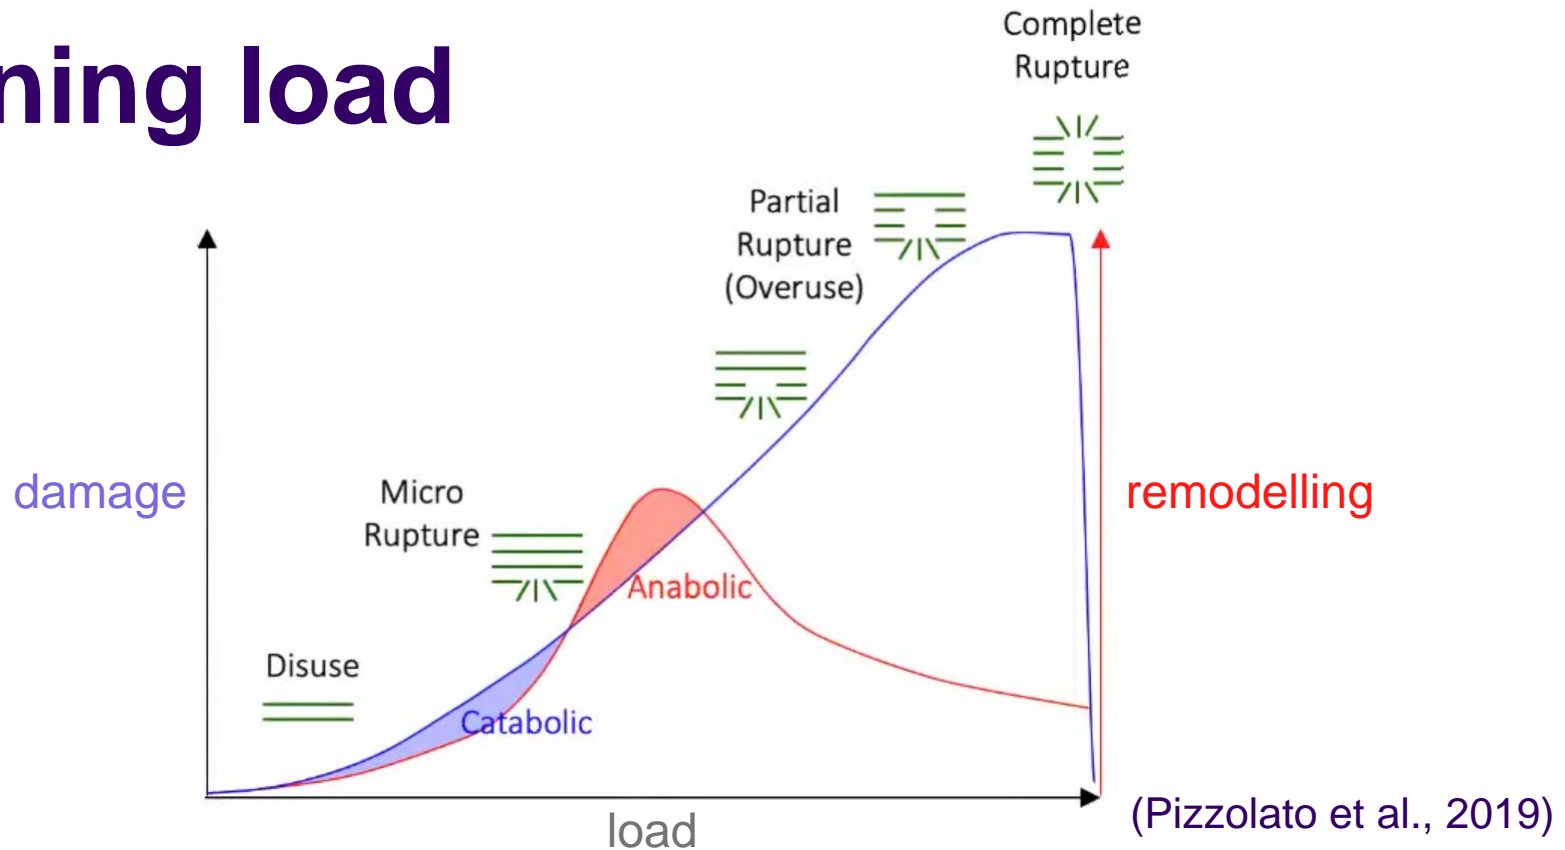 ning load
Complete
Rupture
Partial
Rupture
(Overuse)
damage
Micro
Rupture
remodelling
Anabolic
Disuse
Catabolic
load
(Pizzolato et al., 2019)